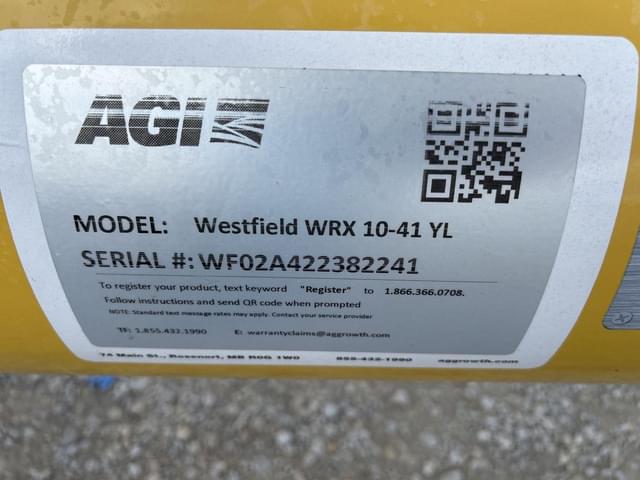 AGI
MODEL: Westfield WRX 10-41 YL
SERIAL #: WF02A422382241
To register your product, text keyword "Register" to 1.866.366.0708.
Follow instructions and send QR code when prompted
NOTE: Standard text message rates may apply. Contact your service provider
TF: 1.855.432.1990 E: warrantyclaims@aggrowth.com
74 Main St., Rosenort, MB R0G 1W0 855-432-1990 aggrowth.com